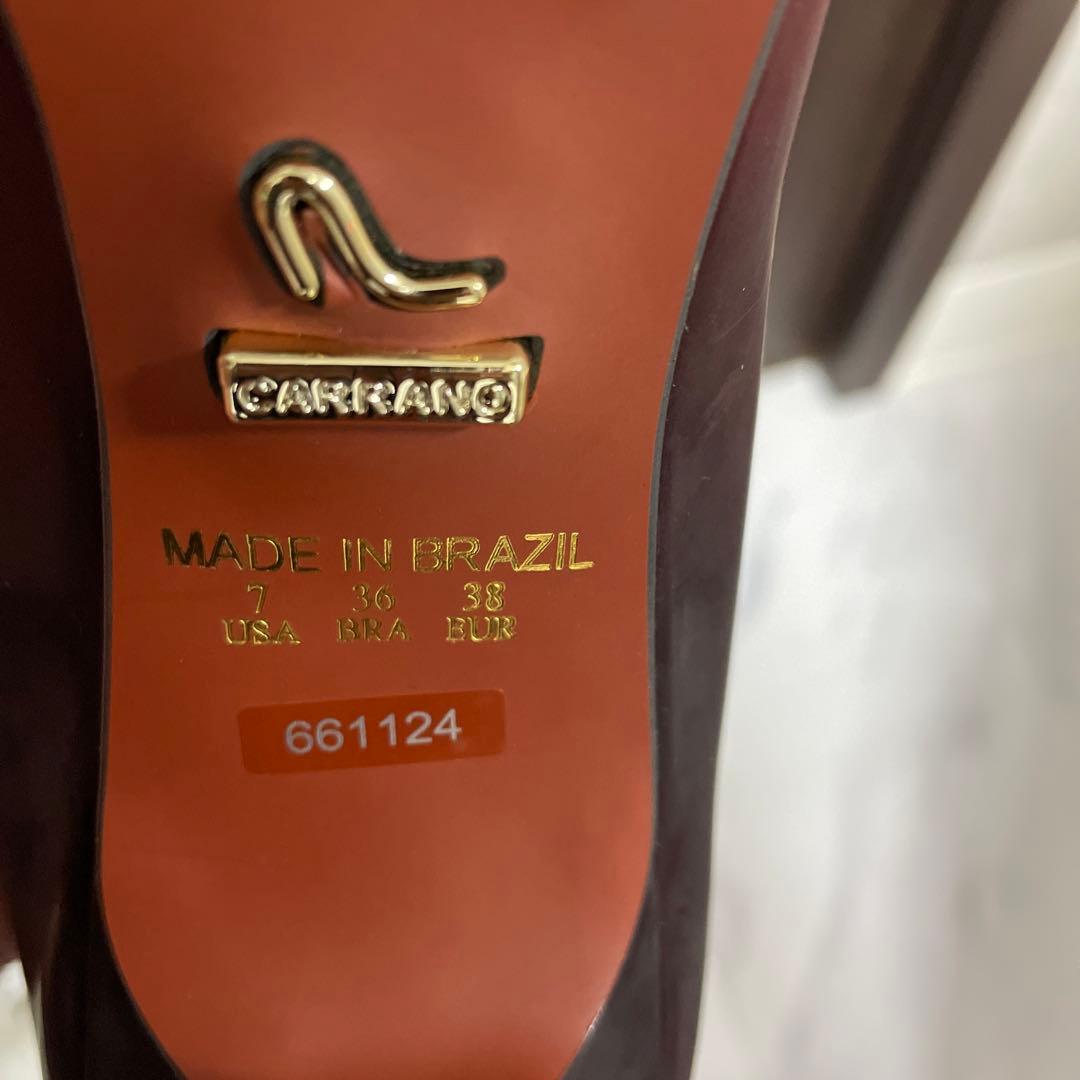 CARRANO
MADE IN BRAZIL
7 36 38
USA BRA EUR
661124